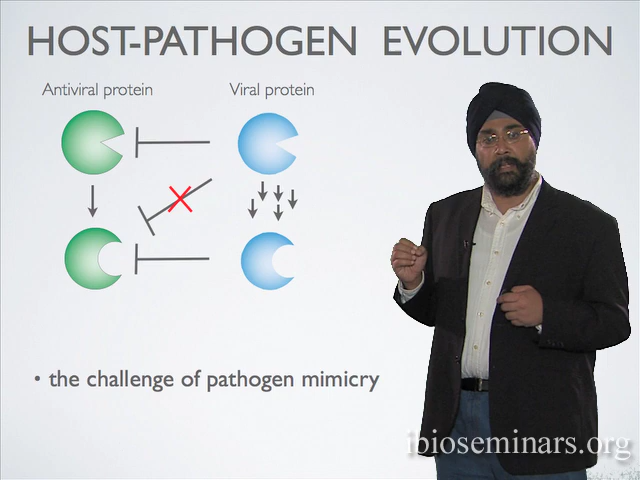 HOST-PATHOGEN EVOLUTION
Antiviral protein
Viral protein
• the challenge of pathogen mimicry
ibioseminars.org